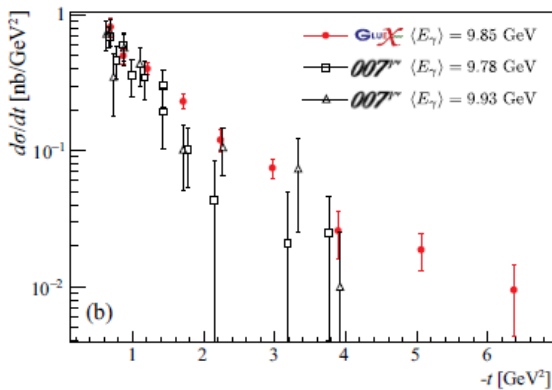 dσ/dt [nb/GeV²]
1
10⁻¹
10⁻²
GLUEX ⟨Eγ⟩ = 9.85 GeV
007 ⟨Eγ⟩ = 9.78 GeV
007 ⟨Eγ⟩ = 9.93 GeV
(b)
1 2 3 4 5 6
-t [GeV²]